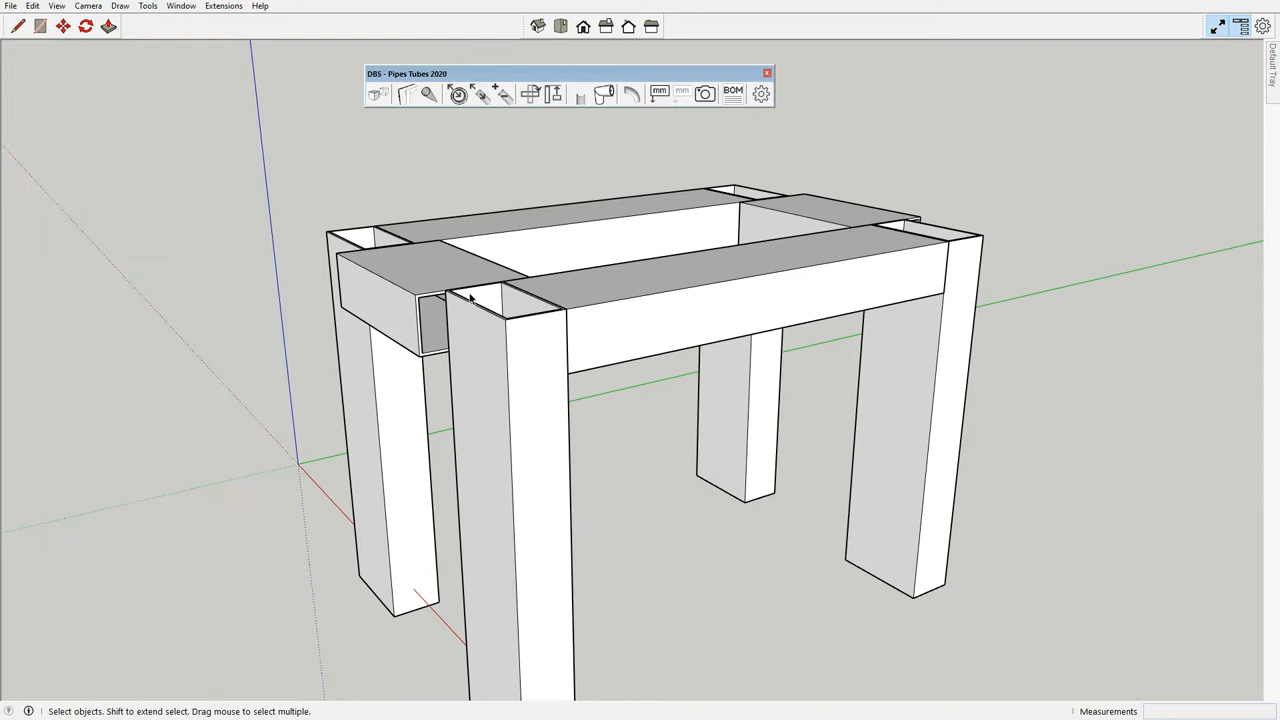 File Edit View Camera Draw Tools Window Extensions Help
DBS - Pipes Tubes 2020
mm mm BOM
Default Tray
Select objects. Shift to extend select. Drag mouse to select multiple.
Measurements